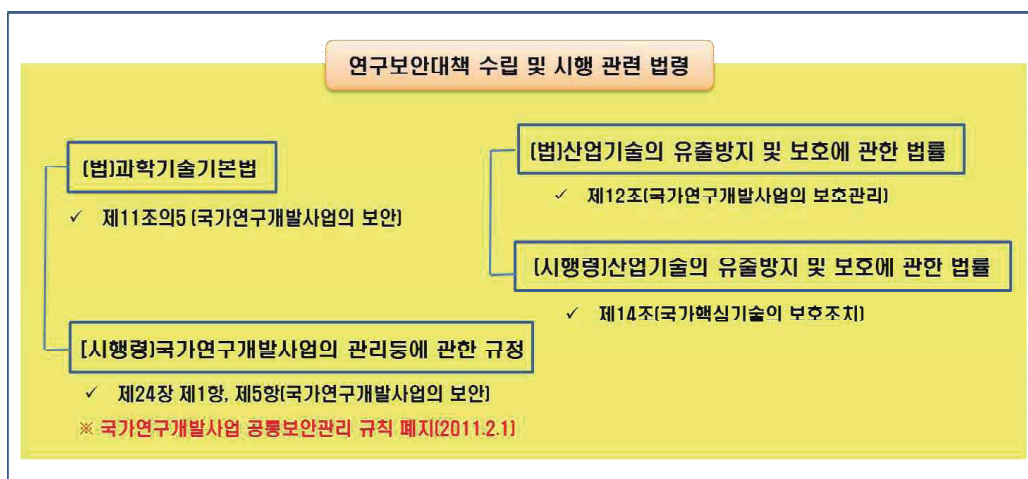 연구보안대책 수립 및 시행 관련 법령
(법)과학기술기본법
✓ 제11조의5 (국가연구개발사업의 보안)
[시행령]국가연구개발사업의 관리등에 관한 규정
✓ 제24장 제1항, 제5항(국가연구개발사업의 보안)
※ 국가연구개발사업 공통보안관리 규칙 폐지(2011.2.1)
(법)산업기술의 유출방지 및 보호에 관한 법률
✓ 제12조(국가연구개발사업의 보호관리)
[시행령]산업기술의 유출방지 및 보호에 관한 법률
✓ 제14조(국가핵심기술의 보호조치)